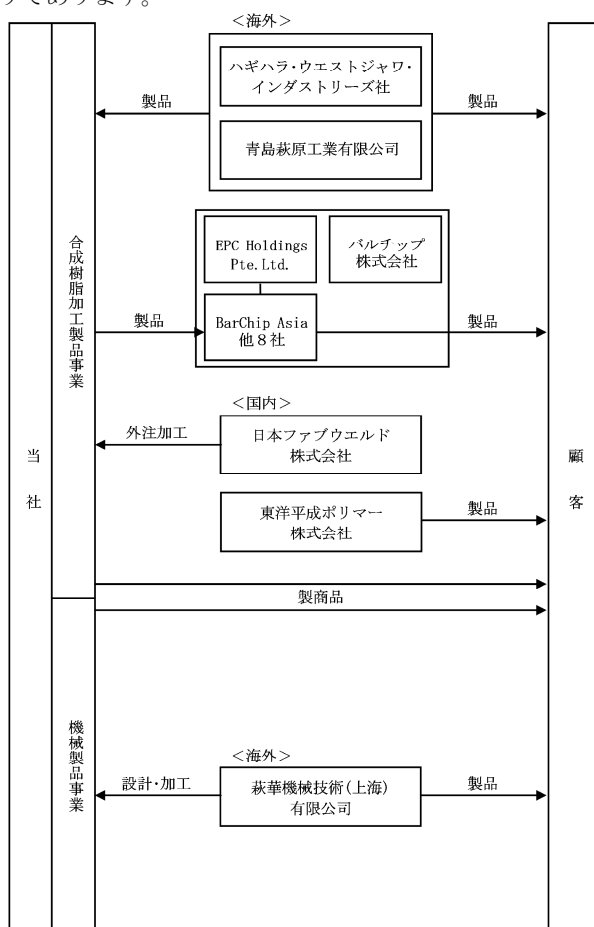 りであります。
＜海外＞
ハギハラ・ウエストジャワ・
インダストリーズ社
製品
製品
青島萩原工業有限公司
EPC Holdings
Pte.Ltd.
バルチップ
株式会社
合成樹脂加工製品事業
製品
BarChip Asia
他８社
製品
＜国内＞
外注加工
日本ファブウエルド
株式会社
当社
顧客
東洋平成ポリマー
株式会社
製品
製商品
機械製品事業
＜海外＞
設計・加工
萩華機械技術(上海)
有限公司
製品